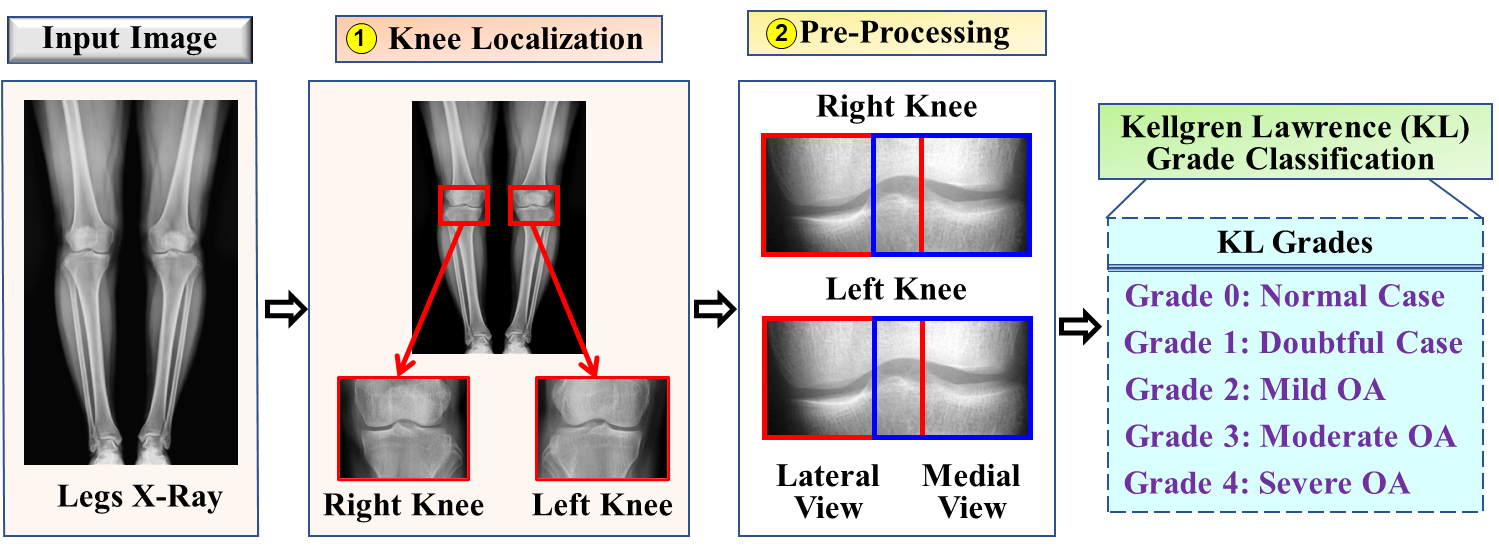 Input Image
1 Knee Localization
2 Pre-Processing
Legs X-Ray
Right Knee
Left Knee
Right Knee
Left Knee
Lateral
View
Medial
View
Kellgren Lawrence (KL)
Grade Classification
KL Grades
Grade 0: Normal Case
Grade 1: Doubtful Case
Grade 2: Mild OA
Grade 3: Moderate OA
Grade 4: Severe OA